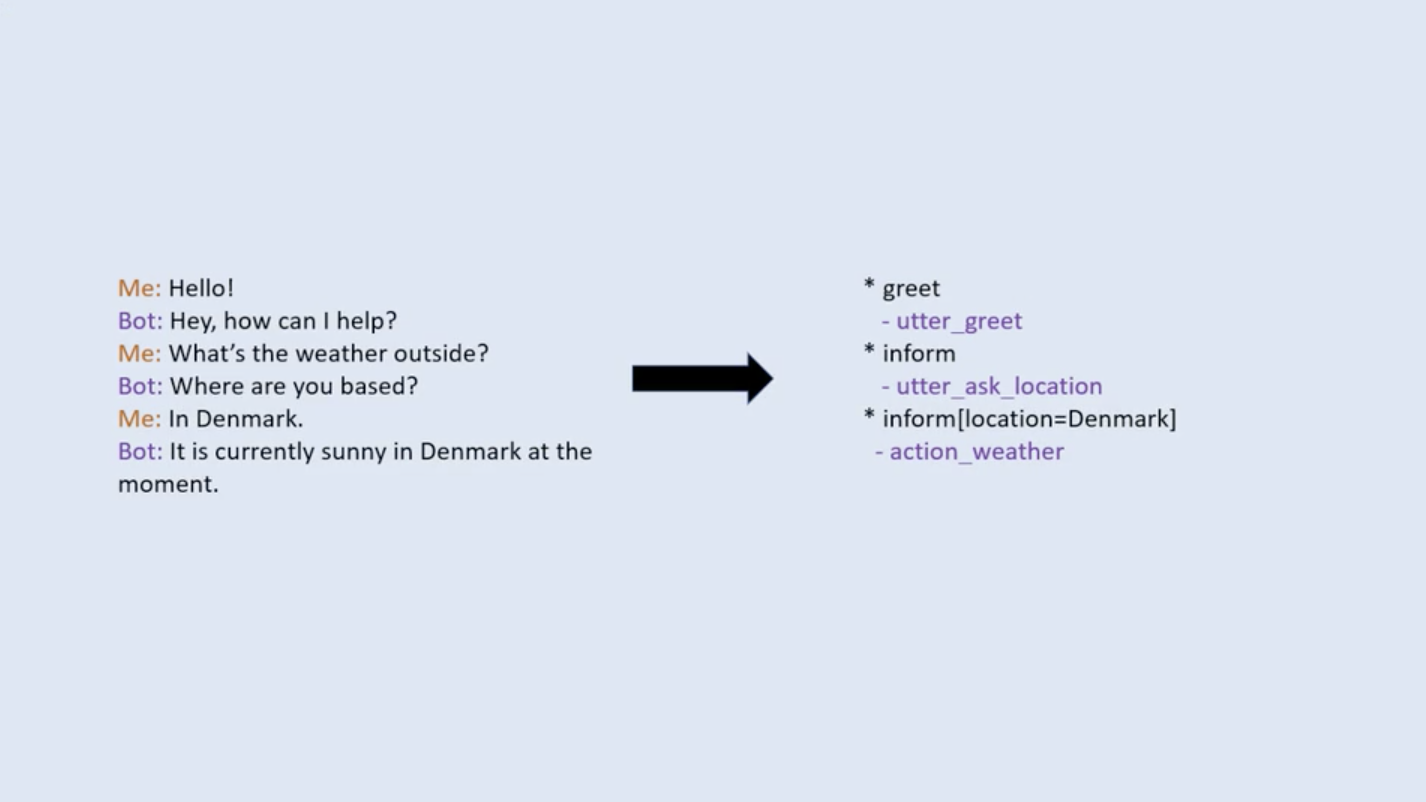 Me: Hello!
Bot: Hey, how can I help?
Me: What’s the weather outside?
Bot: Where are you based?
Me: In Denmark.
Bot: It is currently sunny in Denmark at the
moment.
* greet
- utter_greet
* inform
- utter_ask_location
* inform[location=Denmark]
- action_weather